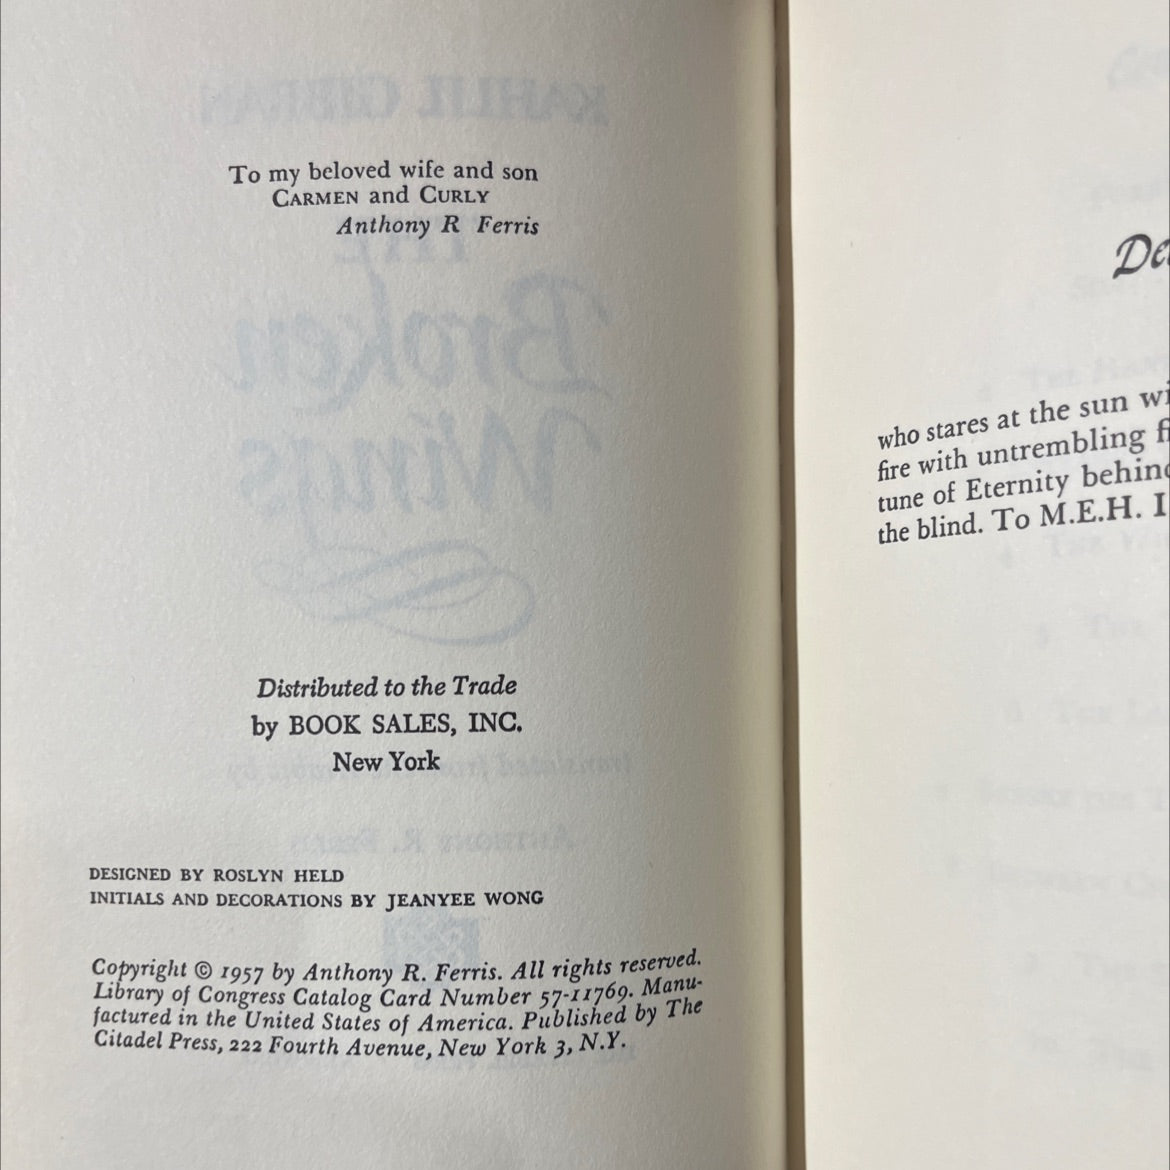 To my beloved wife and son
CARMEN and CURLY
Anthony R Ferris
Distributed to the Trade
by BOOK SALES, INC.
New York
DESIGNED BY ROSLYN HELD
INITIALS AND DECORATIONS BY JEANYEE WONG
Copyright © 1957 by Anthony R. Ferris. All rights reserved.
Library of Congress Catalog Card Number 57-11769. Manu-
factured in the United States of America. Published by The
Citadel Press, 222 Fourth Avenue, New York 3, N.Y.
who stares at the sun
fire with untrembling
tune of Eternity behind
the blind. To M.E.H. I